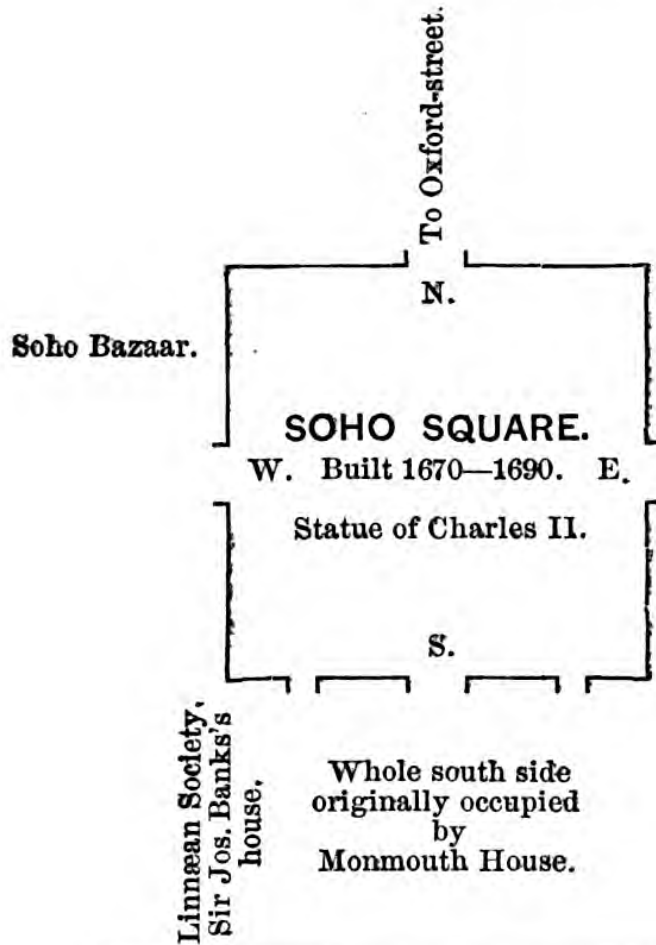 To Oxford-street.
N.
Soho Bazaar.
SOHO SQUARE.
W. Built 1670—1690. E.
Statue of Charles II.
S.
Linnæan Society,
Sir Jos. Banks's
house.
Whole south side
originally occupied
by
Monmouth House.